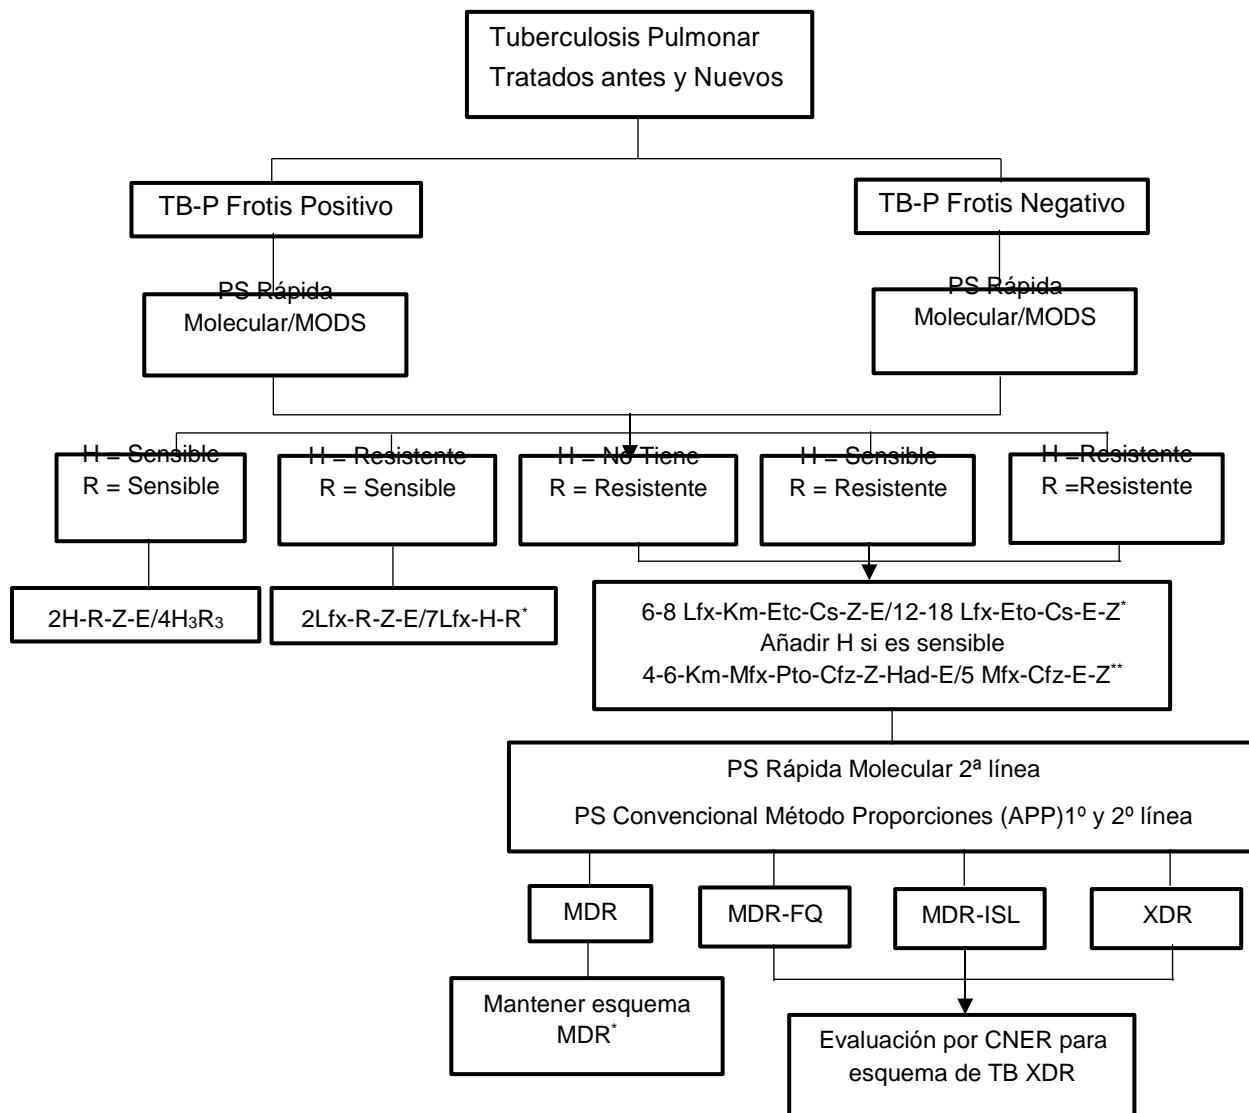 Tuberculosis Pulmonar
Tratados antes y Nuevos
TB-P Frotis Positivo
TB-P Frotis Negativo
PS Rápida
Molecular/MODS
PS Rápida
Molecular/MODS
H = Sensible
R = Sensible
H = Resistente
R = Sensible
H = No Tiene
R = Resistente
H = Sensible
R = Resistente
H =Resistente
R =Resistente
2H-R-Z-E/4H₃R₃
2Lfx-R-Z-E/7Lfx-H-R*
6-8 Lfx-Km-Etc-Cs-Z-E/12-18 Lfx-Eto-Cs-E-Z*
Añadir H si es sensible
4-6-Km-Mfx-Pto-Cfz-Z-Had-E/5 Mfx-Cfz-E-Z**
PS Rápida Molecular 2ª línea
PS Convencional Método Proporciones (APP)1º y 2º línea
MDR
MDR-FQ
MDR-ISL
XDR
Mantener esquema
MDR*
Evaluación por CNER para
esquema de TB XDR